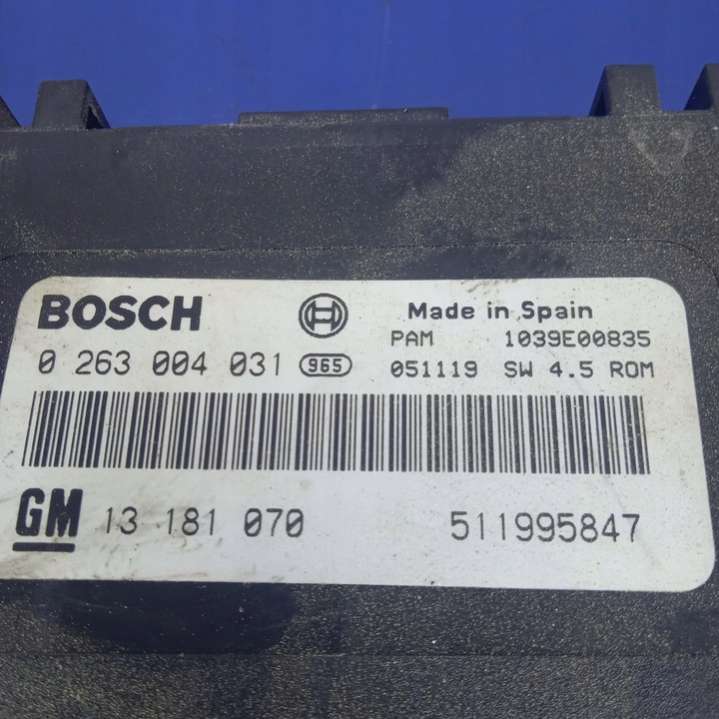 BOSCH Made in Spain
PAM 1039E00835
0 263 004 031 965 051119 SW 4.5 ROM
GM 13 181 070 511995847